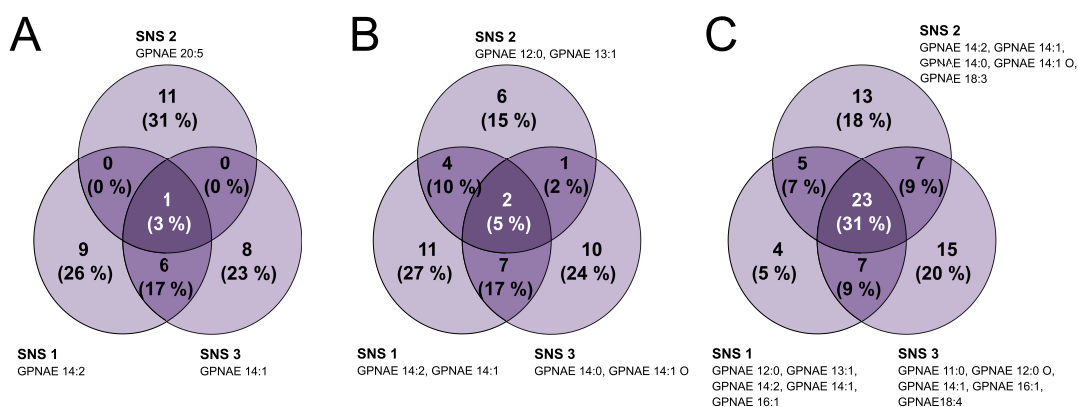 A
SNS 2
GPNAE 20:5
11
(31 %)
0
(0 %)
0
(0 %)
1
(3 %)
9
(26 %)
8
(23 %)
6
(17 %)
SNS 1
GPNAE 14:2
SNS 3
GPNAE 14:1
B
SNS 2
GPNAE 12:0, GPNAE 13:1
6
(15 %)
4
(10 %)
1
(2 %)
2
(5 %)
11
(27 %)
10
(24 %)
7
(17 %)
SNS 1
GPNAE 14:2, GPNAE 14:1
SNS 3
GPNAE 14:0, GPNAE 14:1 O
C
SNS 2
GPNAE 14:2, GPNAE 14:1,
GPNAE 14:0, GPNAE 14:1 O,
GPNAE 18:3
13
(18 %)
5
(7 %)
7
(9 %)
23
(31 %)
4
(5 %)
15
(20 %)
7
(9 %)
SNS 1
GPNAE 12:0, GPNAE 13:1,
GPNAE 14:2, GPNAE 14:1,
GPNAE 16:1
SNS 3
GPNAE 11:0, GPNAE 12:0 O,
GPNAE 14:1, GPNAE 16:1,
GPNAE18:4